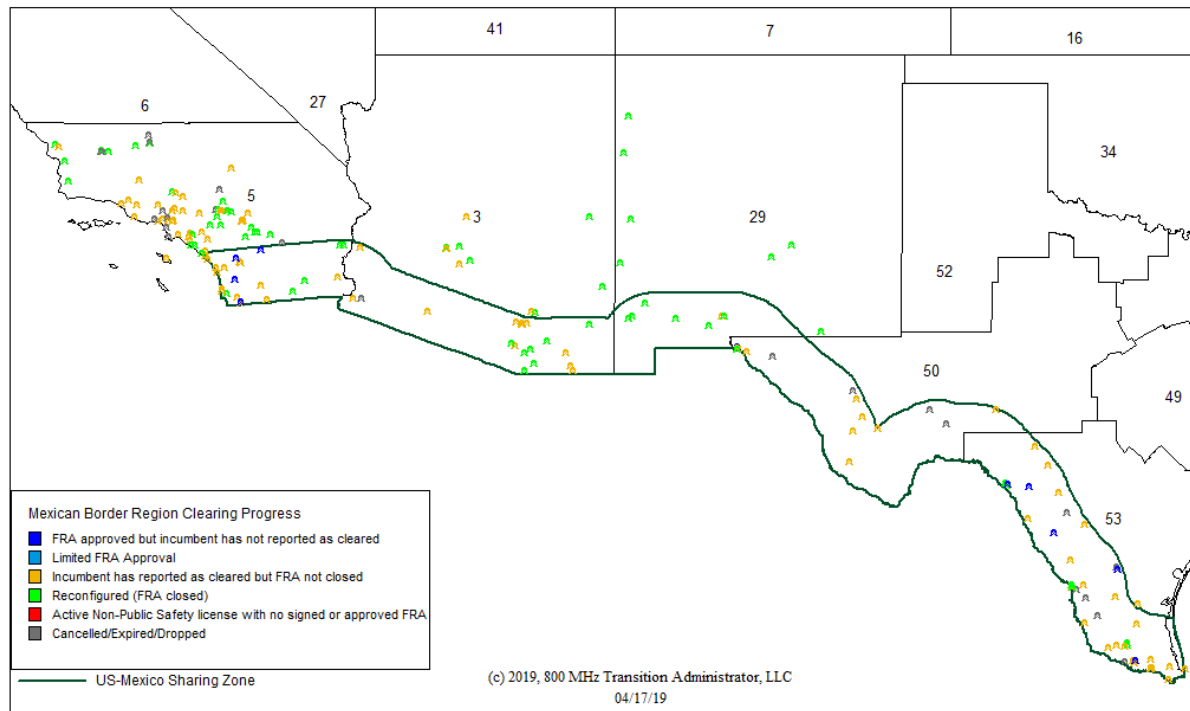 41
7
16
6
27
34
5
3
29
52
50
49
53
Mexican Border Region Clearing Progress
FRA approved but incumbent has not reported as cleared
Limited FRA Approval
Incumbent has reported as cleared but FRA not closed
Reconfigured (FRA closed)
Active Non-Public Safety license with no signed or approved FRA
Cancelled/Expired/Dropped
US-Mexico Sharing Zone
(c) 2019, 800 MHz Transition Administrator, LLC
04/17/19